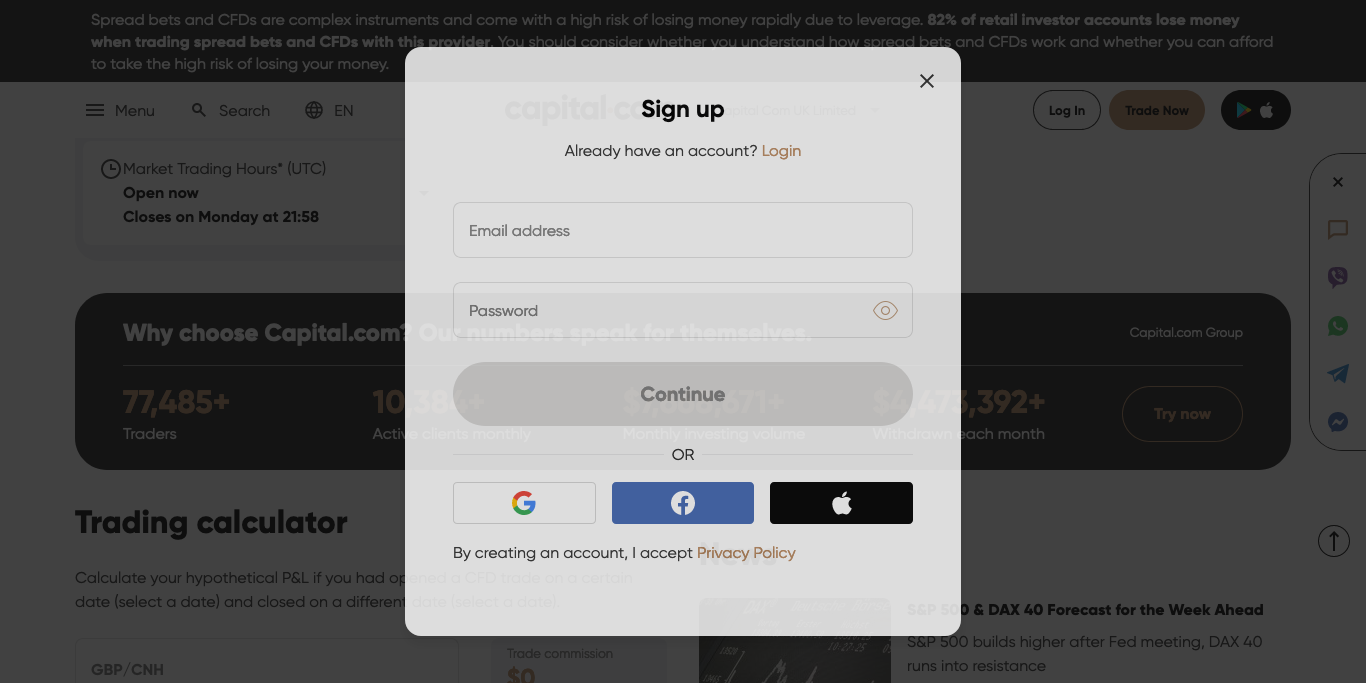 Spread bets and CFDs are complex instruments and come with a high risk of losing money rapidly due to leverage. 82% of retail investor accounts lose money
when trading spread bets and CFDs with this provider. You should consider whether you understand how spread bets and CFDs work and whether you can afford
to take the high risk of losing your money.
Menu Search EN
capital Capital Com UK Limited
Log In Trade Now
Sign up
Already have an account? Login
Market Trading Hours* (UTC)
Open now
Closes on Monday at 21:58
Email address
Password
Why choose Capital.com? Our numbers speak for themselves.
Capital.com Group
Continue
77,485+
Traders
Active clients monthly
Monthly investing volume
Withdrawn each month
Try now
OR
Trading calculator
By creating an account, I accept Privacy Policy
News
Calculate your hypothetical P&L if you had opened a CFD trade on a certain
date (select a date) and closed on a different date (select a date).
S&P 500 & DAX 40 Forecast for the Week Ahead
S&P 500 builds higher after Fed meeting, DAX 40
runs into resistance
GBP/CNH
Trade commission
$0